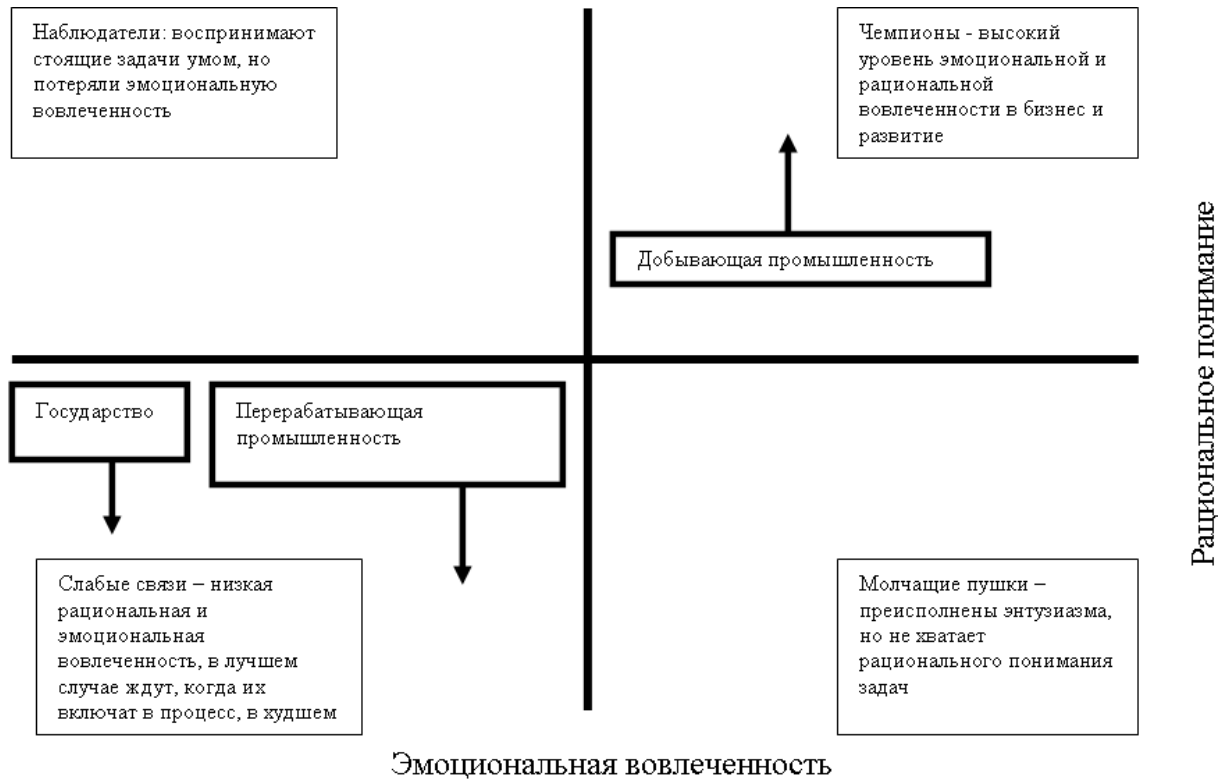 Наблюдатели: воспринимают
стоящие задачи умом, но
потеряли эмоциональную
вовлеченность
Чемпионы - высокий
уровень эмоциональной и
рациональной
вовлеченности в бизнес и
развитие
Добывающая промышленность
Рациональное понимание
Государство
Перерабатывающая
промышленность
Слабые связи – низкая
рациональная и
эмоциональная
вовлеченность, в лучшем
случае ждут, когда их
включат в процесс, в худшем
Молчащие пушки –
преисполнены энтузиазма,
но не хватает
рационального понимания
задач
Эмоциональная вовлеченность